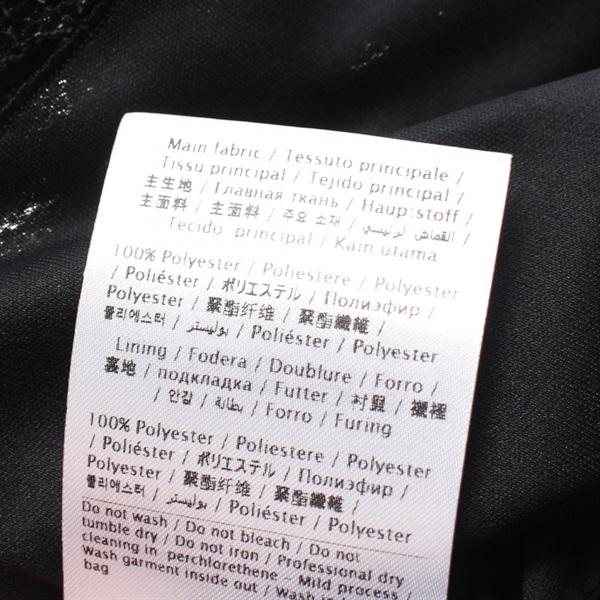 Main fabric / Tessuto principale /
Tissu principal / Tejido principal /
主生地 / Главная ткань / Hauptstoff /
主面料 / 主面料 / 주요 소재 / القماش الرئيسي /
Tecido principal / Kain utama
100% Polyester / Poliestere / Polyester
/ Poliéster / ポリエステル / Полиэфир /
Polyester / 聚酯纤维 / 聚酯纖維 /
폴리에스터 / بوليستر / Poliéster / Polyester
Lining / Fodera / Doublure / Forro /
裏地 / подкладка / Futter / 衬里 / 襯裡
/ 안감 / بطانة / Forro / Furing
100% Polyester / Poliestere / Polyester
/ Poliéster / ポリエステル / Полиэфир /
Polyester / 聚酯纤维 / 聚酯纖維 /
폴리에스터 / بوليستر / Poliéster / Polyester
Do not wash / Do not bleach / Do not
tumble dry / Do not iron / Professional dry
cleaning in perchlorethene - Mild process /
Wash garment inside out / Wash in
bag